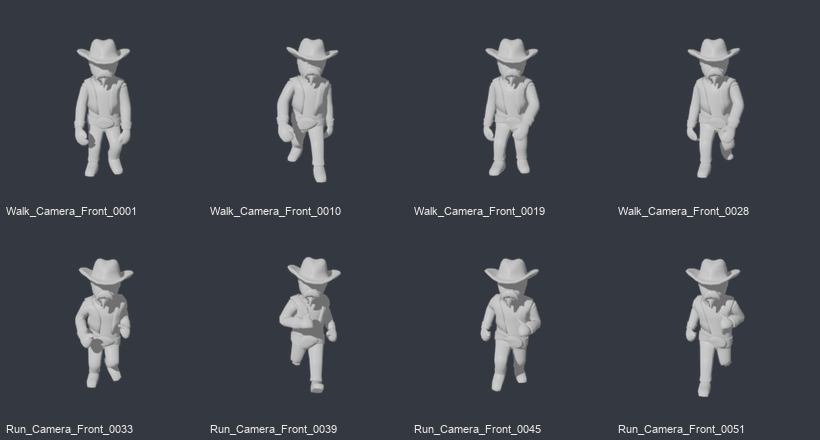 Walk_Camera_Front_0001
Walk_Camera_Front_0010
Walk_Camera_Front_0019
Walk_Camera_Front_0028
Run_Camera_Front_0033
Run_Camera_Front_0039
Run_Camera_Front_0045
Run_Camera_Front_0051